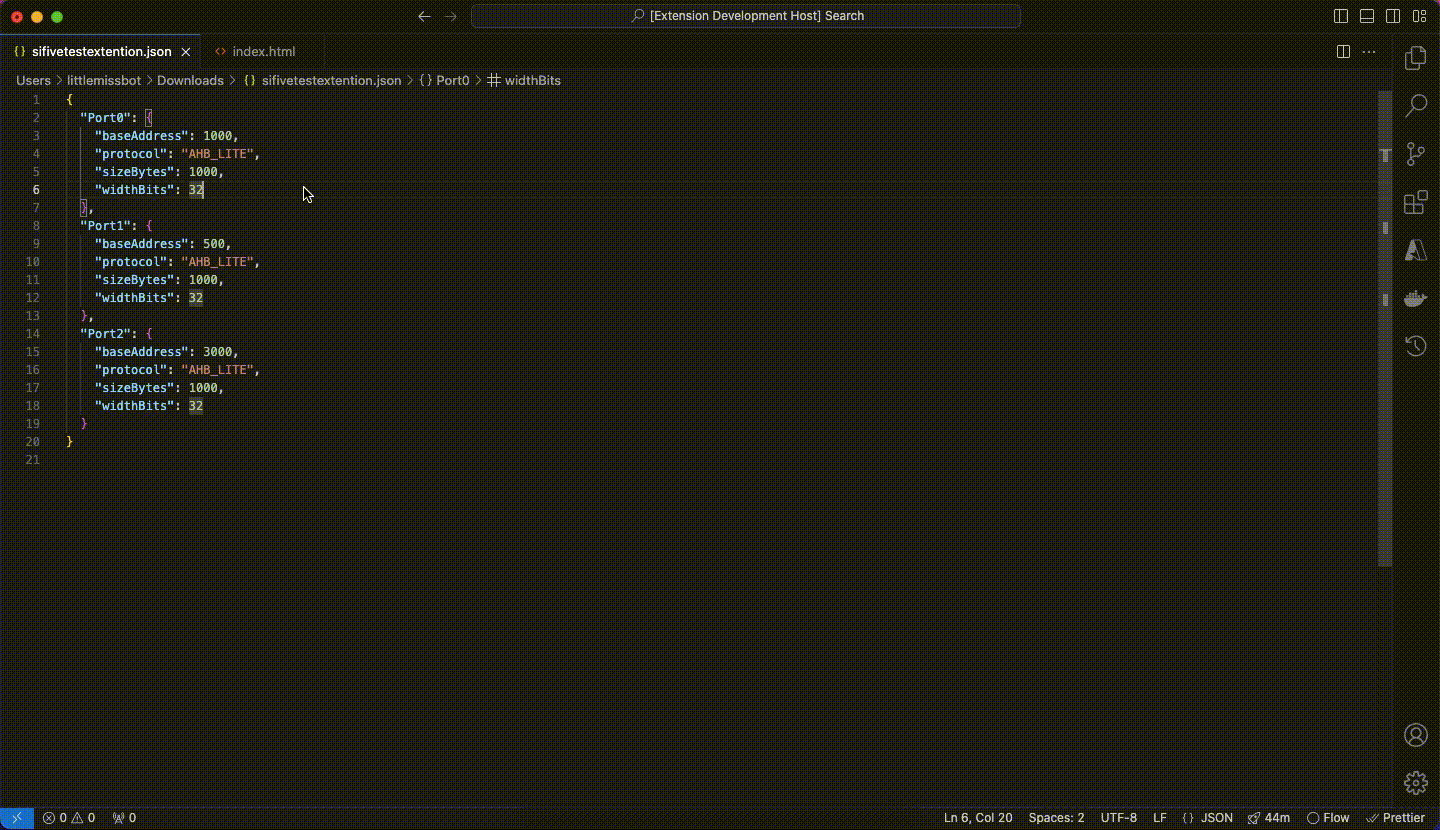 [Extension Development Host] Search
{} sifivetestextention.json
<> index.html
Users > littlemissbot > Downloads > {} sifivetestextention.json > {} Port0 > widthBits
1 {
2 "Port0": {
3 "baseAddress": 1000,
4 "protocol": "AHB_LITE",
5 "sizeBytes": 1000,
6 "widthBits": 32
7 },
8 "Port1": {
9 "baseAddress": 500,
10 "protocol": "AHB_LITE",
11 "sizeBytes": 1000,
12 "widthBits": 32
13 },
14 "Port2": {
15 "baseAddress": 3000,
16 "protocol": "AHB_LITE",
17 "sizeBytes": 1000,
18 "widthBits": 32
19 }
20 }
21
0 0 0 Ln 6, Col 20 Spaces: 2 UTF-8 LF {} JSON 44m Flow Prettier